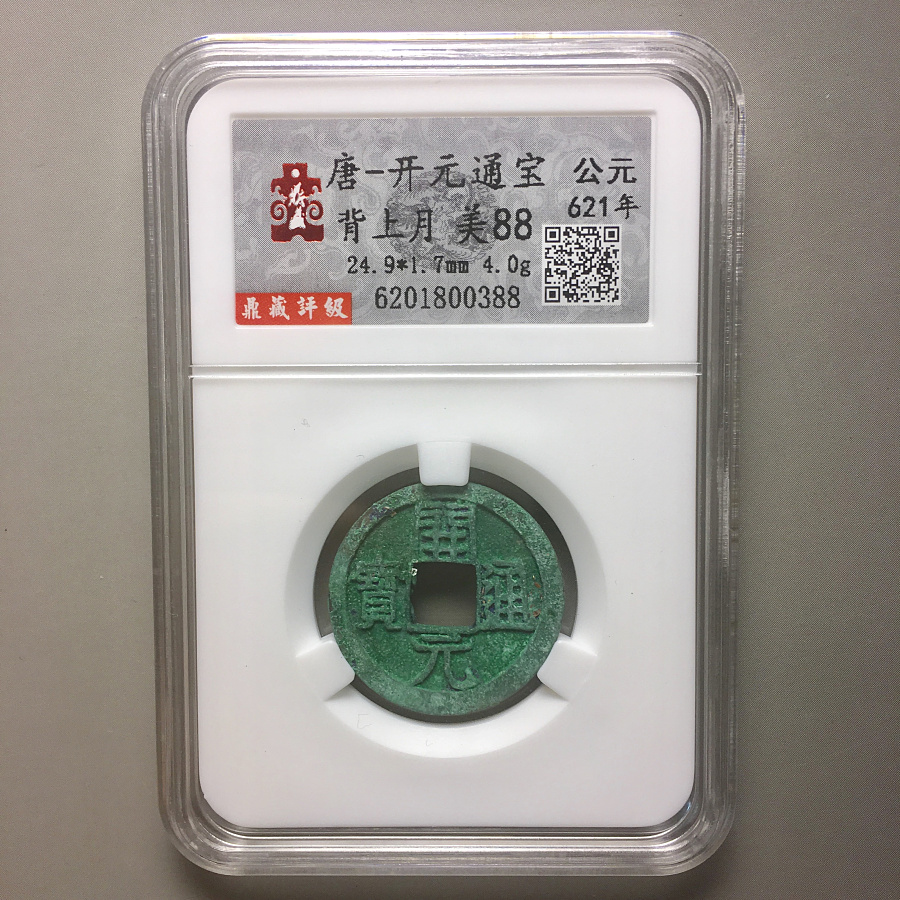 唐-开元通宝 公元
背上月 美88 621年
24.9*1.7mm 4.0g
鼎藏評級 6201800388
開
寶 通
元